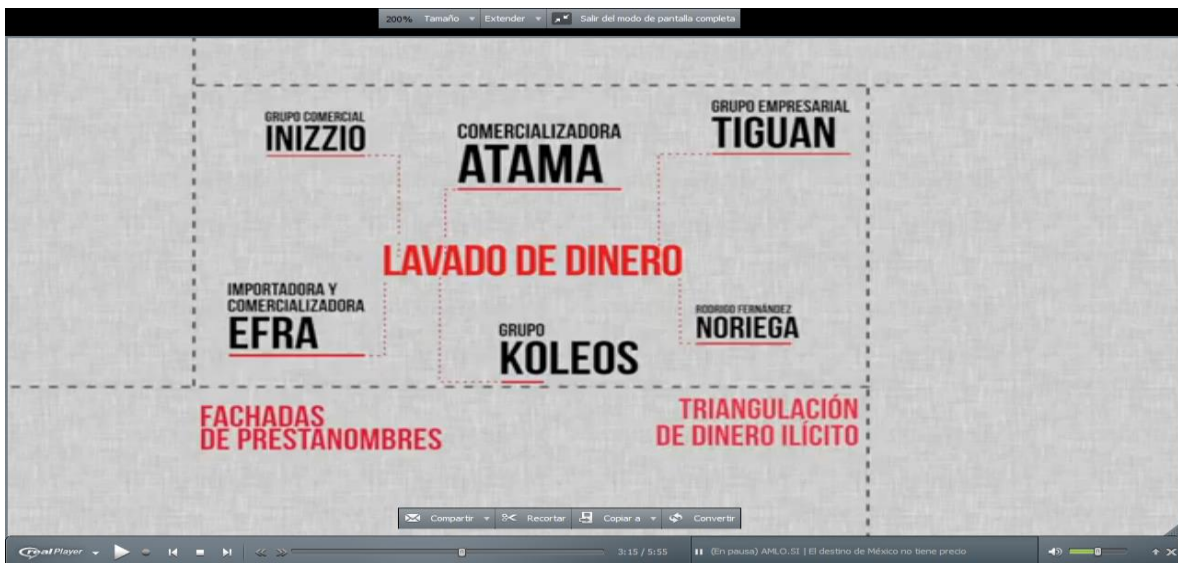 200% Tamaño Extender Salir del modo de pantalla completa
GRUPO COMERCIAL
INIZZIO
COMERCIALIZADORA
ATAMA
GRUPO EMPRESARIAL
TIGUAN
LAVADO DE DINERO
IMPORTADORA Y
COMERCIALIZADORA
EFRA
GRUPO
KOLEOS
RODRIGO FERNÁNDEZ
NORIEGA
FACHADAS
DE PRESTANOMBRES
TRIANGULACIÓN
DE DINERO ILÍCITO
Compartir Recortar Copiar a Convertir
realPlayer 3:15 / 5:55 (En pausa) AMLO.SI | El destino de México no tiene precio